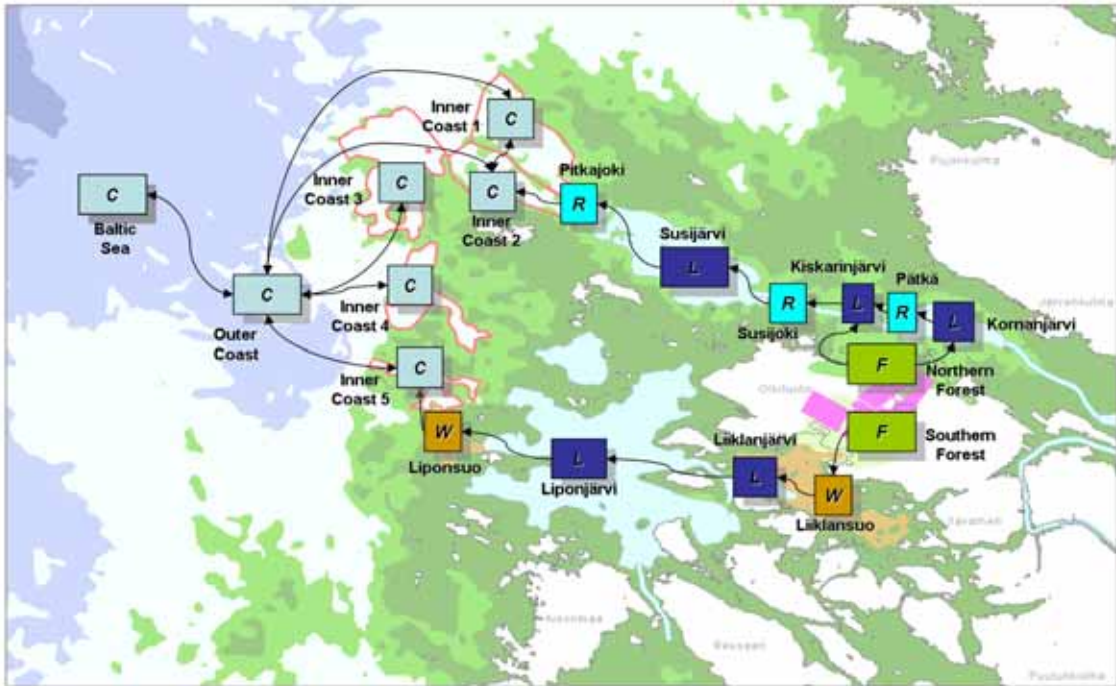 Inner
Coast 1
C
Pitkajoki
C
Baltic
Sea
Inner
Coast 3
C
C
Inner
Coast 2
R
Susijärvi
L
Kiskarinjärvi
L
Pätkä
R
L
Kornanjärvi
R
Susijoki
C
Outer
Coast
C
Inner
Coast 4
F
Northern
Forest
C
Inner
Coast 5
F
Southern
Forest
W
Liponsuo
L
Liponjärvi
Liiklanjärvi
L
W
Liiklansuo